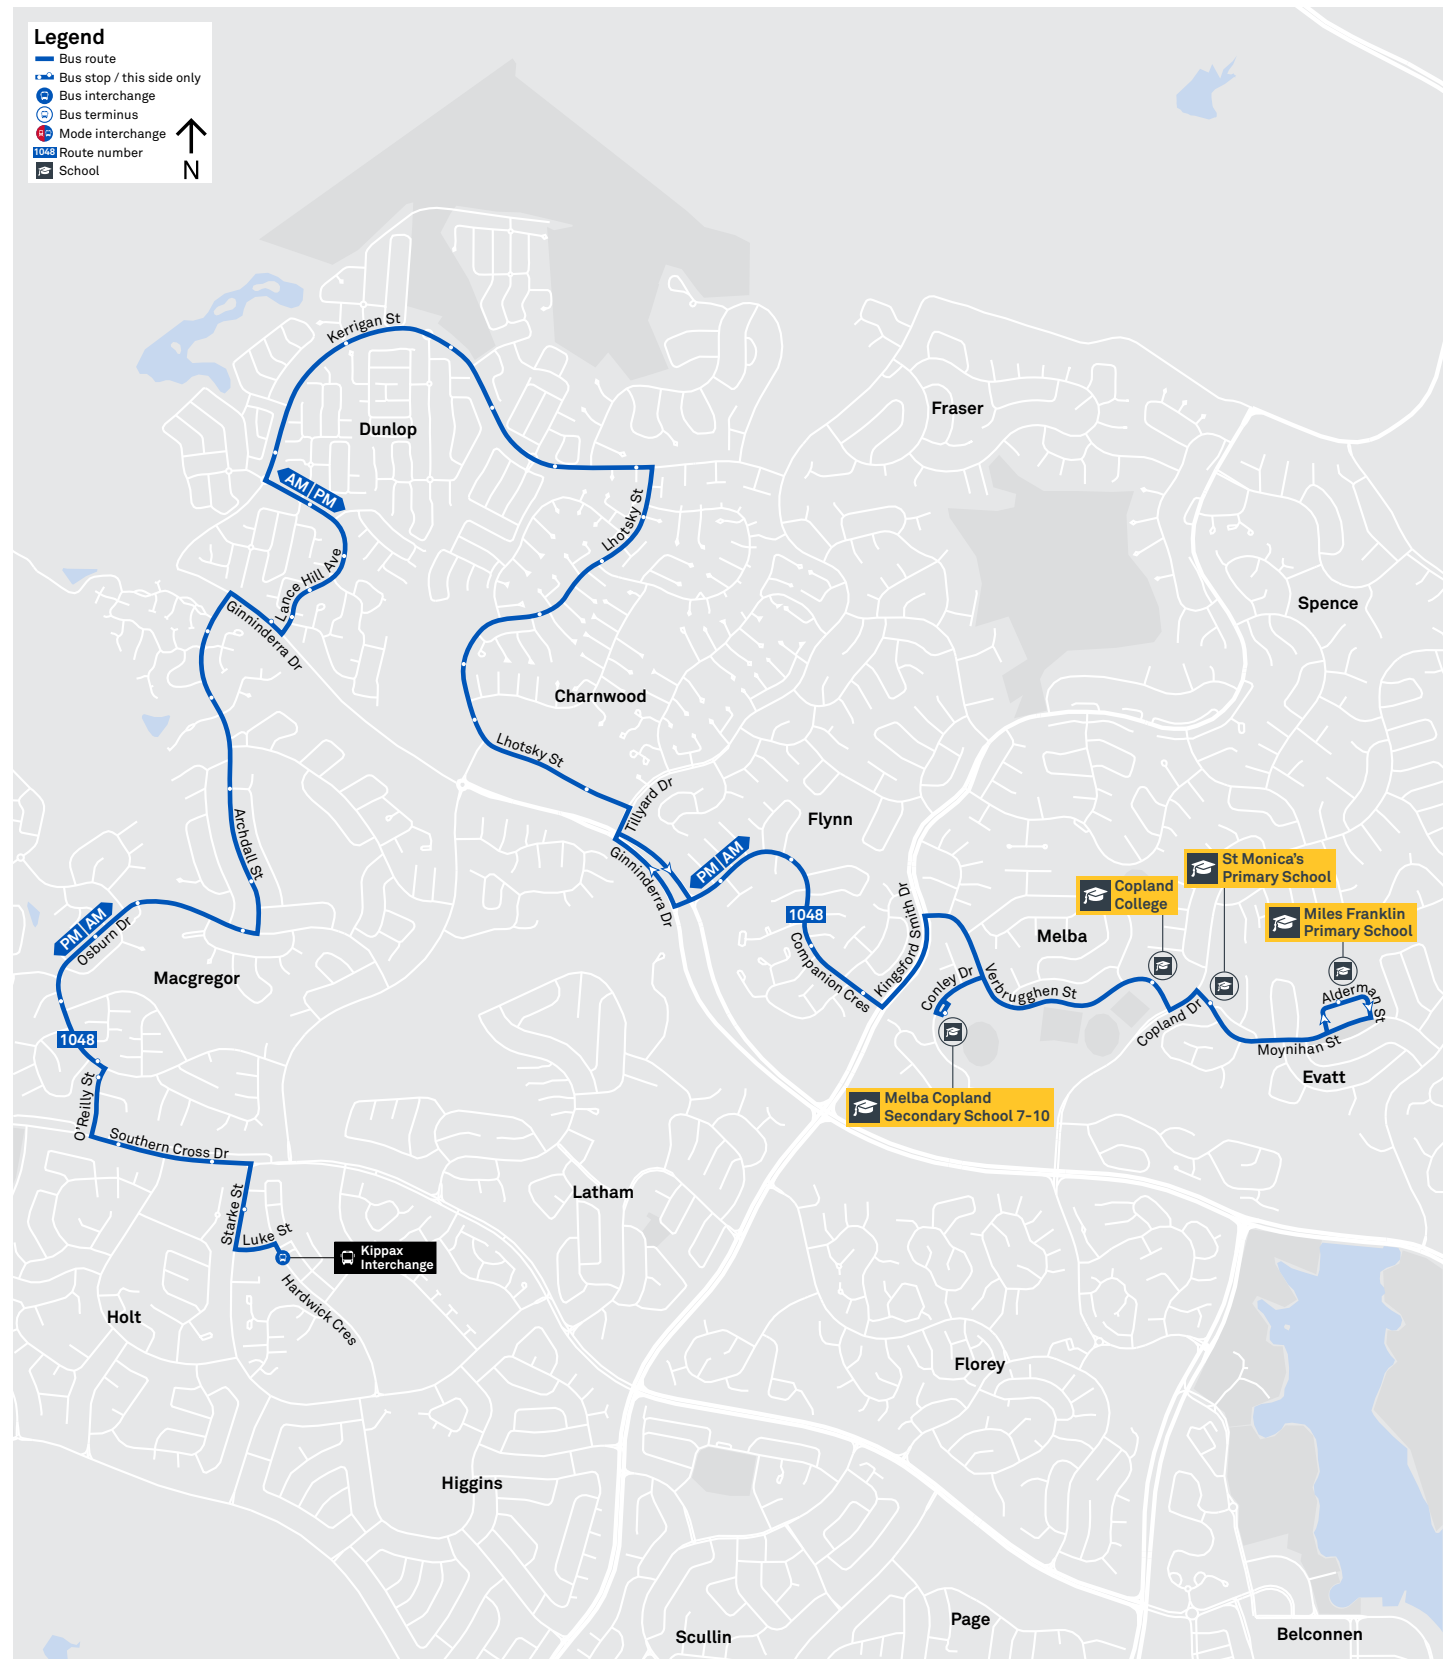 Legend
Bus route
Bus stop / this side only
Bus interchange
Bus terminus
Mode interchange
1048 Route number
School
N
Kerrigan St
Dunlop
Fraser
AM PM
Lhotsky St
Lance Hill Ave
Ginninderra Dr
Spence
Charnwood
Lhotsky St
Tillyard Dr
Flynn
Archdall St
Ginninderra Dr
PM AM
St Monica's
Primary School
Copland
College
Miles Franklin
Primary School
1048
Kingsford Smith Dr
PM AM
Osburn Dr
Melba
Companion Cres
Conley Dr
Verbrugghen St
Macgregor
Alderman St
Copland Dr
Moynihan St
1048
Evatt
O'Reilly St
Melba Copland
Secondary School 7-10
Southern Cross Dr
Starke St
Latham
Luke St
Kippax
Interchange
Hardwick Cres
Holt
Florey
Higgins
Page
Scullin
Belconnen